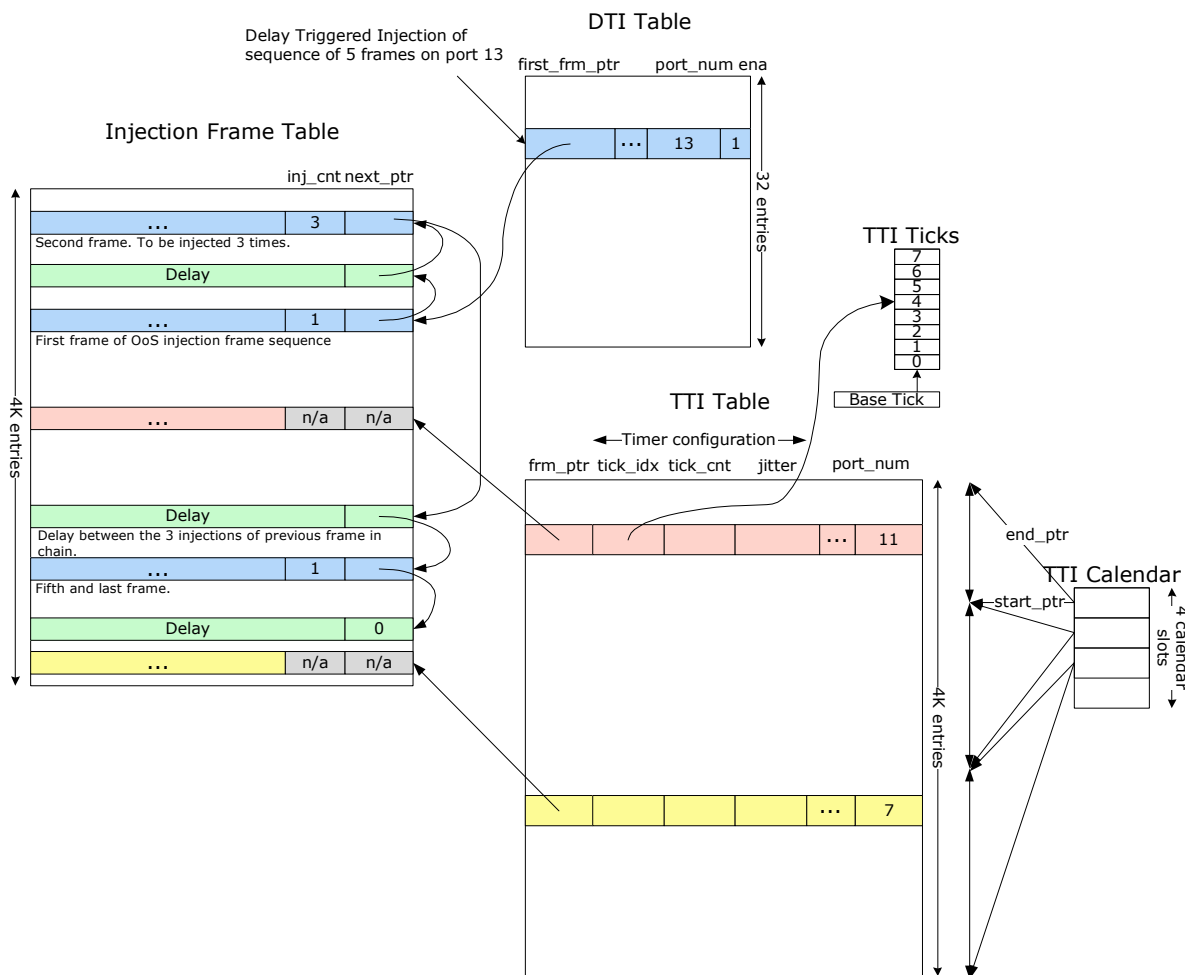 DTI Table
Delay Triggered Injection of
sequence of 5 frames on port 13
first_frm_ptr port_num ena
... 13 1
32 entries
Injection Frame Table
inj_cnt next_ptr
... 3
Second frame. To be injected 3 times.
Delay
... 1
First frame of OoS injection frame sequence
... n/a n/a
Delay
Delay between the 3 injections of previous frame in
chain.
... 1
Fifth and last frame.
Delay 0
... n/a n/a
4K entries
TTI Ticks
7
6
5
4
3
2
1
0
Base Tick
TTI Table
Timer configuration
frm_ptr tick_idx tick_cnt jitter port_num
... 11
... 7
4K entries
end_ptr
start_ptr
TTI Calendar
4 calendar
slots